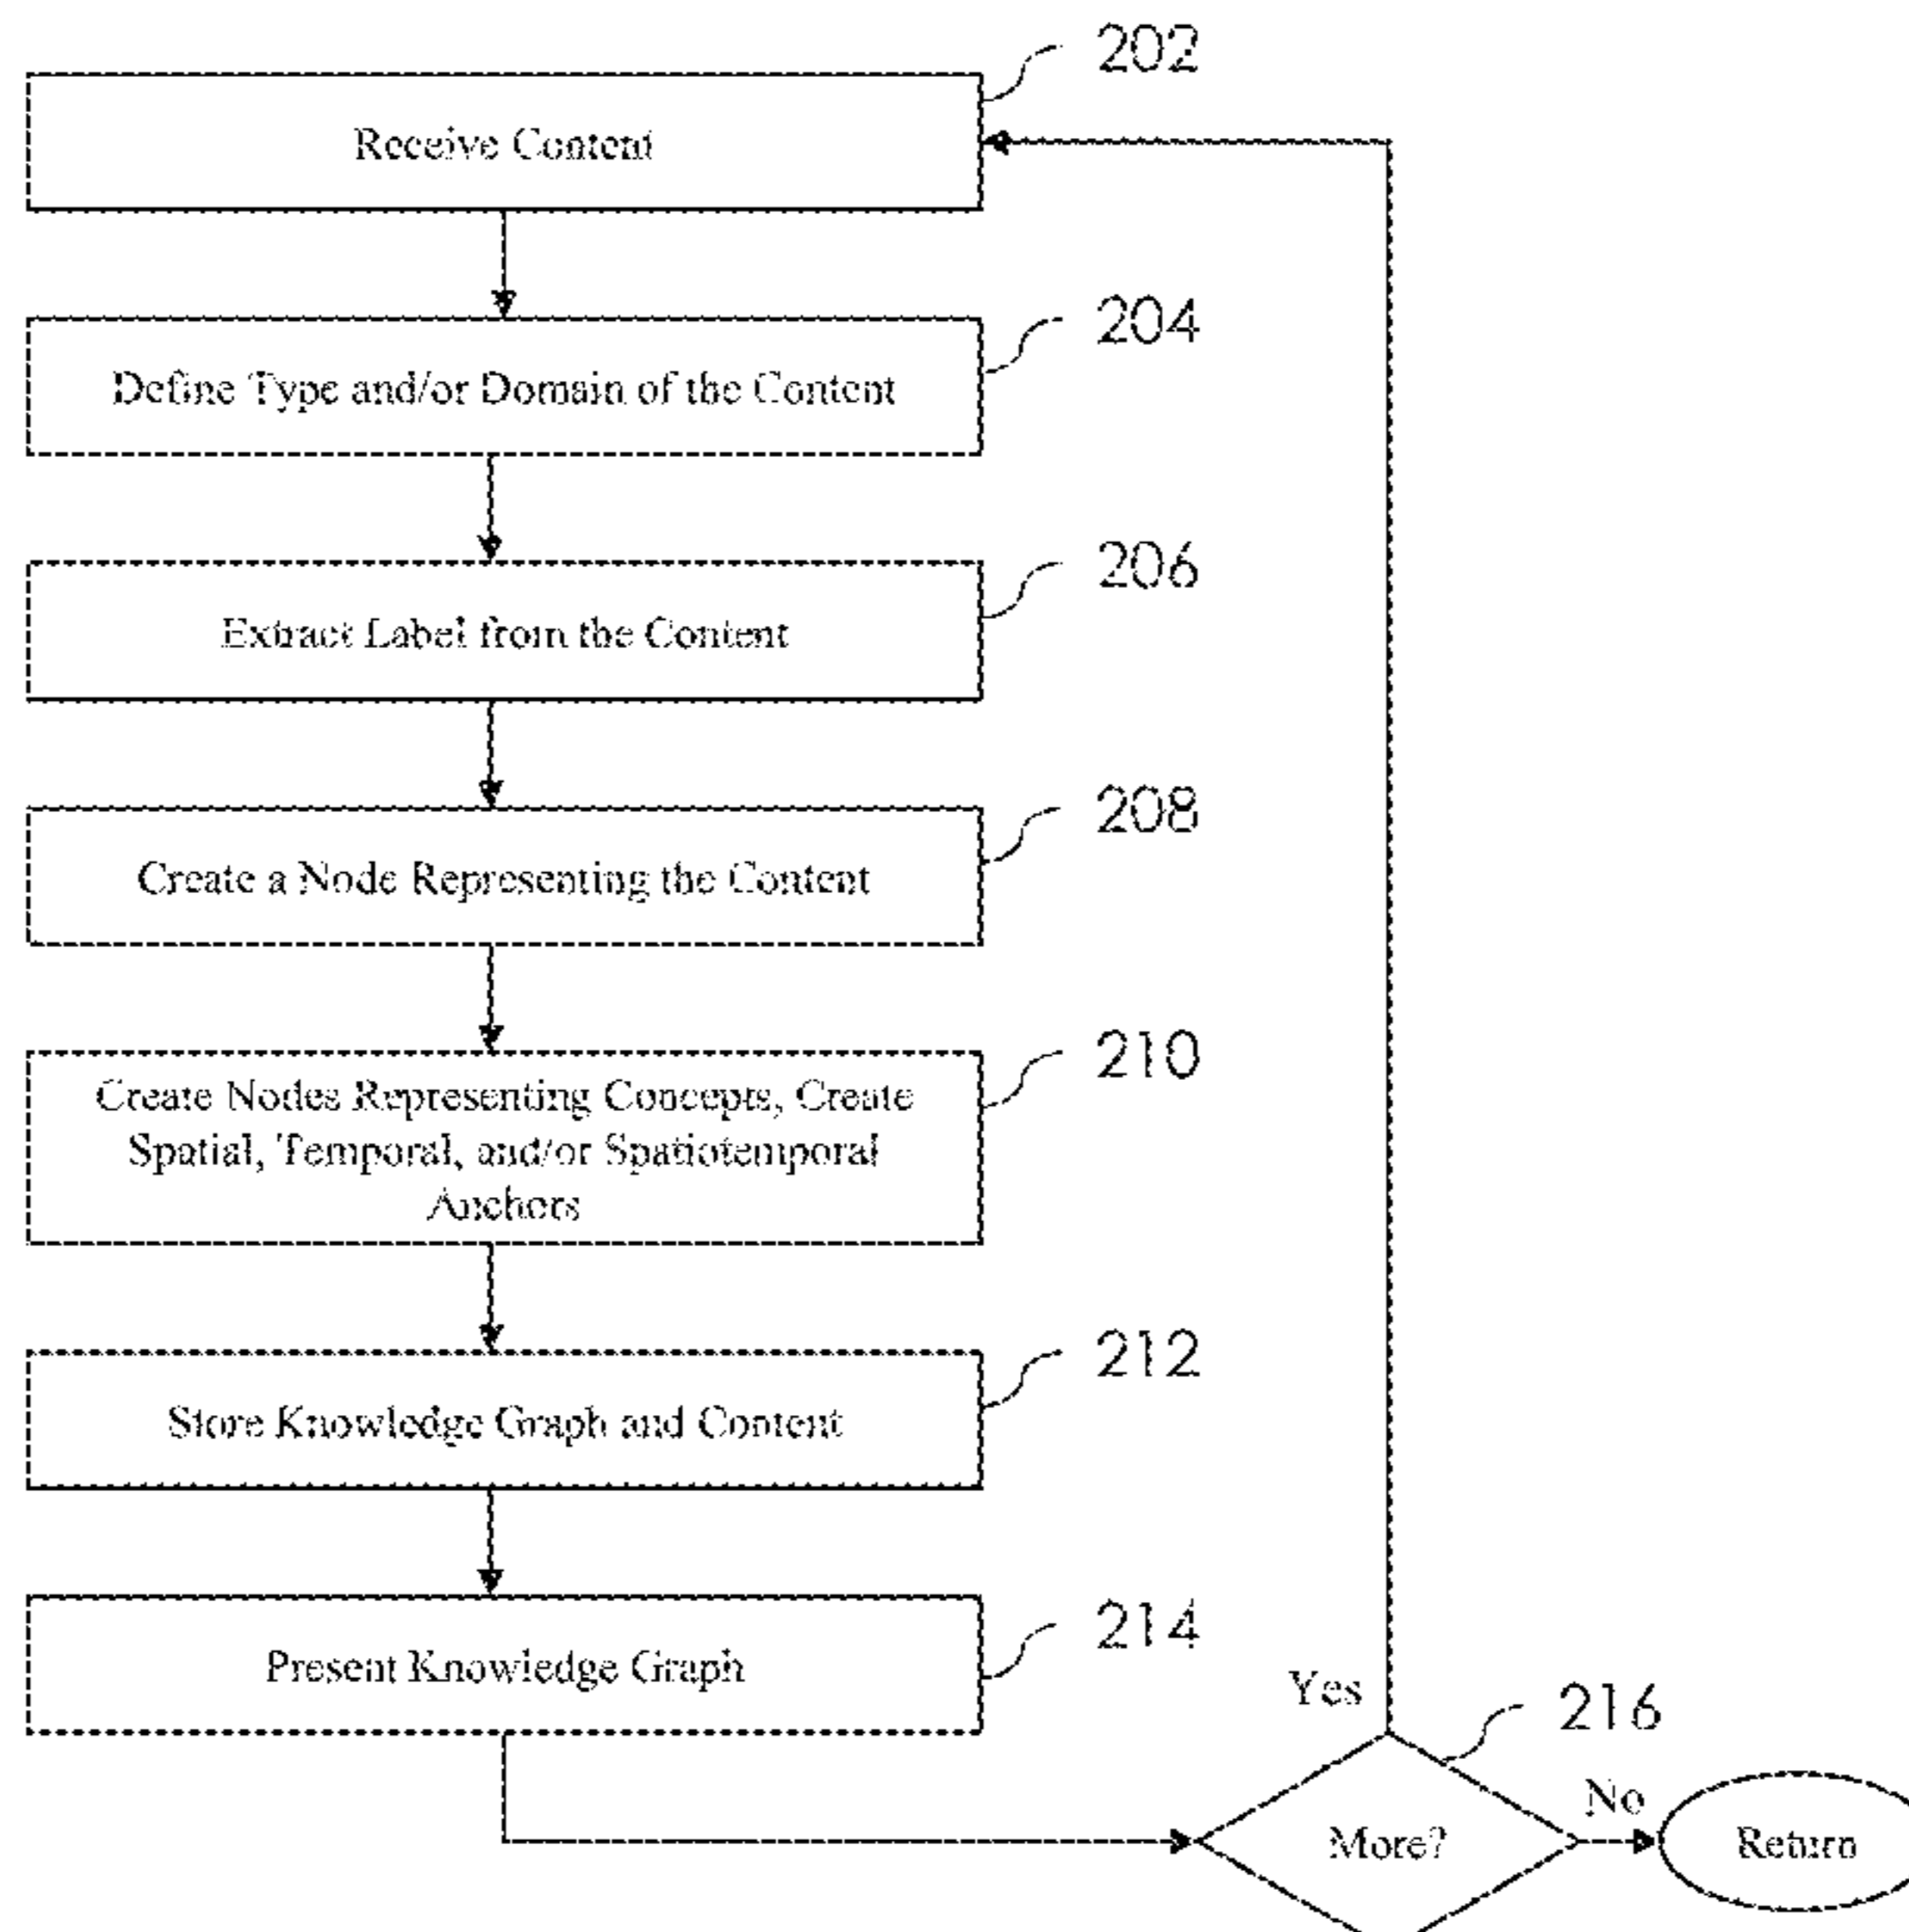 202
Receive Content
204
Define Type and/or Domain of the Content
206
Extract Label from the Content
208
Create a Node Representing the Content
210
Create Nodes Representing Concepts, Create
Spatial, Temporal, and/or Spatiotemporal
Anchors
212
Store Knowledge Graph and Content
214
Present Knowledge Graph
Yes
216
No
More?
Return